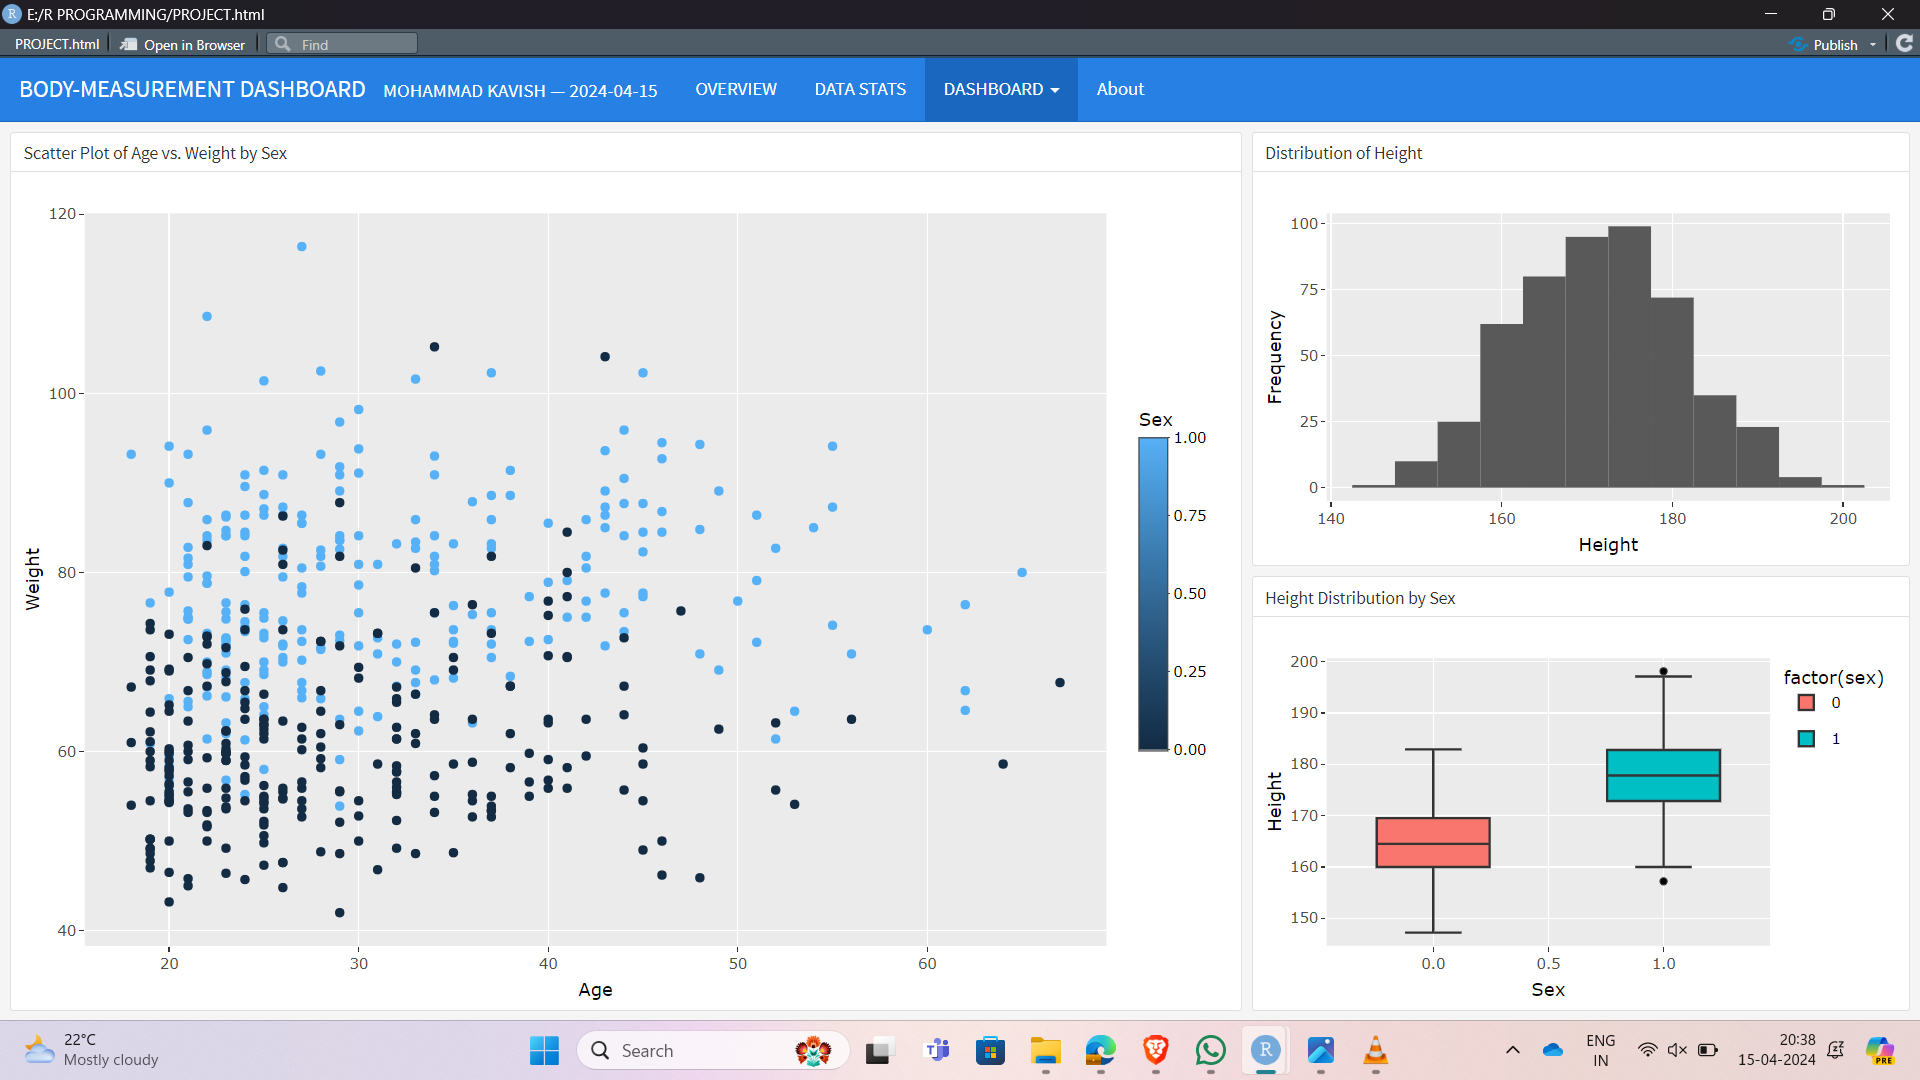 E:/R PROGRAMMING/PROJECT.html
PROJECT.html Open in Browser Find Publish
BODY-MEASUREMENT DASHBOARD MOHAMMAD KAVISH — 2024-04-15 OVERVIEW DATA STATS DASHBOARD About
Scatter Plot of Age vs. Weight by Sex
120
100
80
60
40
Weight
20 30 40 50 60
Age
Sex
1.00
0.75
0.50
0.25
0.00
Distribution of Height
100
75
50
25
0
Frequency
140 160 180 200
Height
Height Distribution by Sex
200
190
180
170
160
150
Height
0.0 0.5 1.0
Sex
factor(sex)
0
1
22°C
Mostly cloudy
Search
ENG
IN
20:38
15-04-2024
PRE